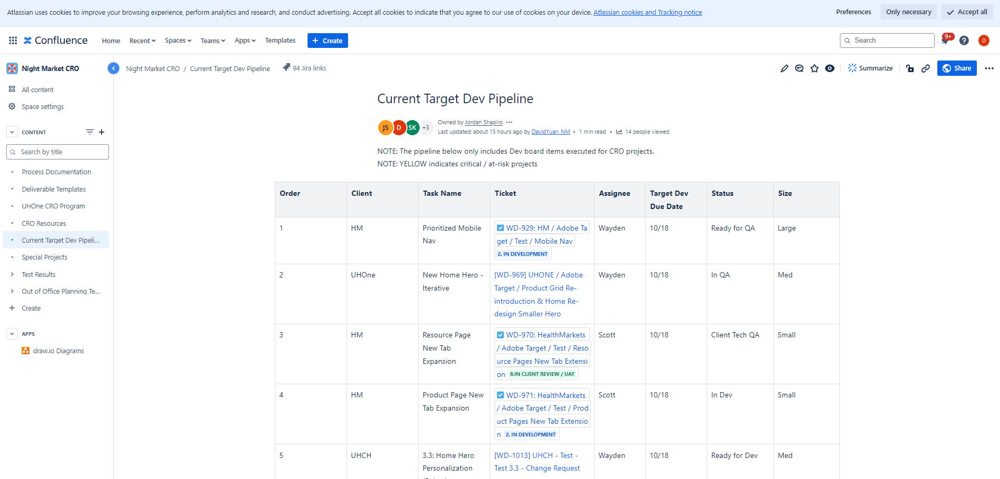 Atlassian uses cookies to improve your browsing experience, perform analytics and research, and conduct advertising. Accept all cookies to indicate that you agree to our use of cookies on your device. Atlassian cookies and Tracking notice
Preferences
Only necessary
Accept all
Confluence
Home
Recent
Spaces
Teams
Apps
Templates
Create
Search
9+
D
Night Market CRO
All content
Space settings
CONTENT
Search by title
Process Documentation
Deliverable Templates
UHOne CRO Program
CRO Resources
Current Target Dev Pipeli...
Special Projects
Test Results
Out of Office Planning Te...
Create
APPS
draw.io Diagrams
Night Market CRO / Current Target Dev Pipeline
94 Jira links
Summarize
Share
Current Target Dev Pipeline
JS
D
SK
+3
Owned by Jordan Shapiro
Last updated: about 15 hours ago by DavidYuan_NM • 1 min read • 14 people viewed
NOTE: The pipeline below only includes Dev board items executed for CRO projects.
NOTE: YELLOW indicates critical / at-risk projects
Order
Client
Task Name
Ticket
Assignee
Target Dev
Due Date
Status
Size
1
HM
Prioritized Mobile
Nav
WD-929: HM / Adobe Ta
get / Test / Mobile Nav
2. IN DEVELOPMENT
Wayden
10/18
Ready for QA
Large
2
UHOne
New Home Hero -
Iterative
[WD-969] UHONE / Adobe
Target / Product Grid Re-
introduction & Home Re-
design Smaller Hero
Wayden
10/18
In QA
Med
3
HM
Resource Page
New Tab
Expansion
WD-970: HealthMarkets
/ Adobe Target / Test / Reso
urce Pages New Tab Extensi
on 8.IN CLIENT REVIEW / UAT
Scott
10/18
Client Tech QA
Small
4
HM
Product Page New
Tab Expansion
WD-971: HealthMarkets
/ Adobe Target / Test / Prod
uct Pages New Tab Extensio
n 2. IN DEVELOPMENT
Scott
10/18
In Dev
Small
5
UHCH
3.3: Home Hero
Personalization
[WD-1013] UHCH - Test -
Test 3.3 - Change Request
Wayden
10/18
Ready for Dev
Med